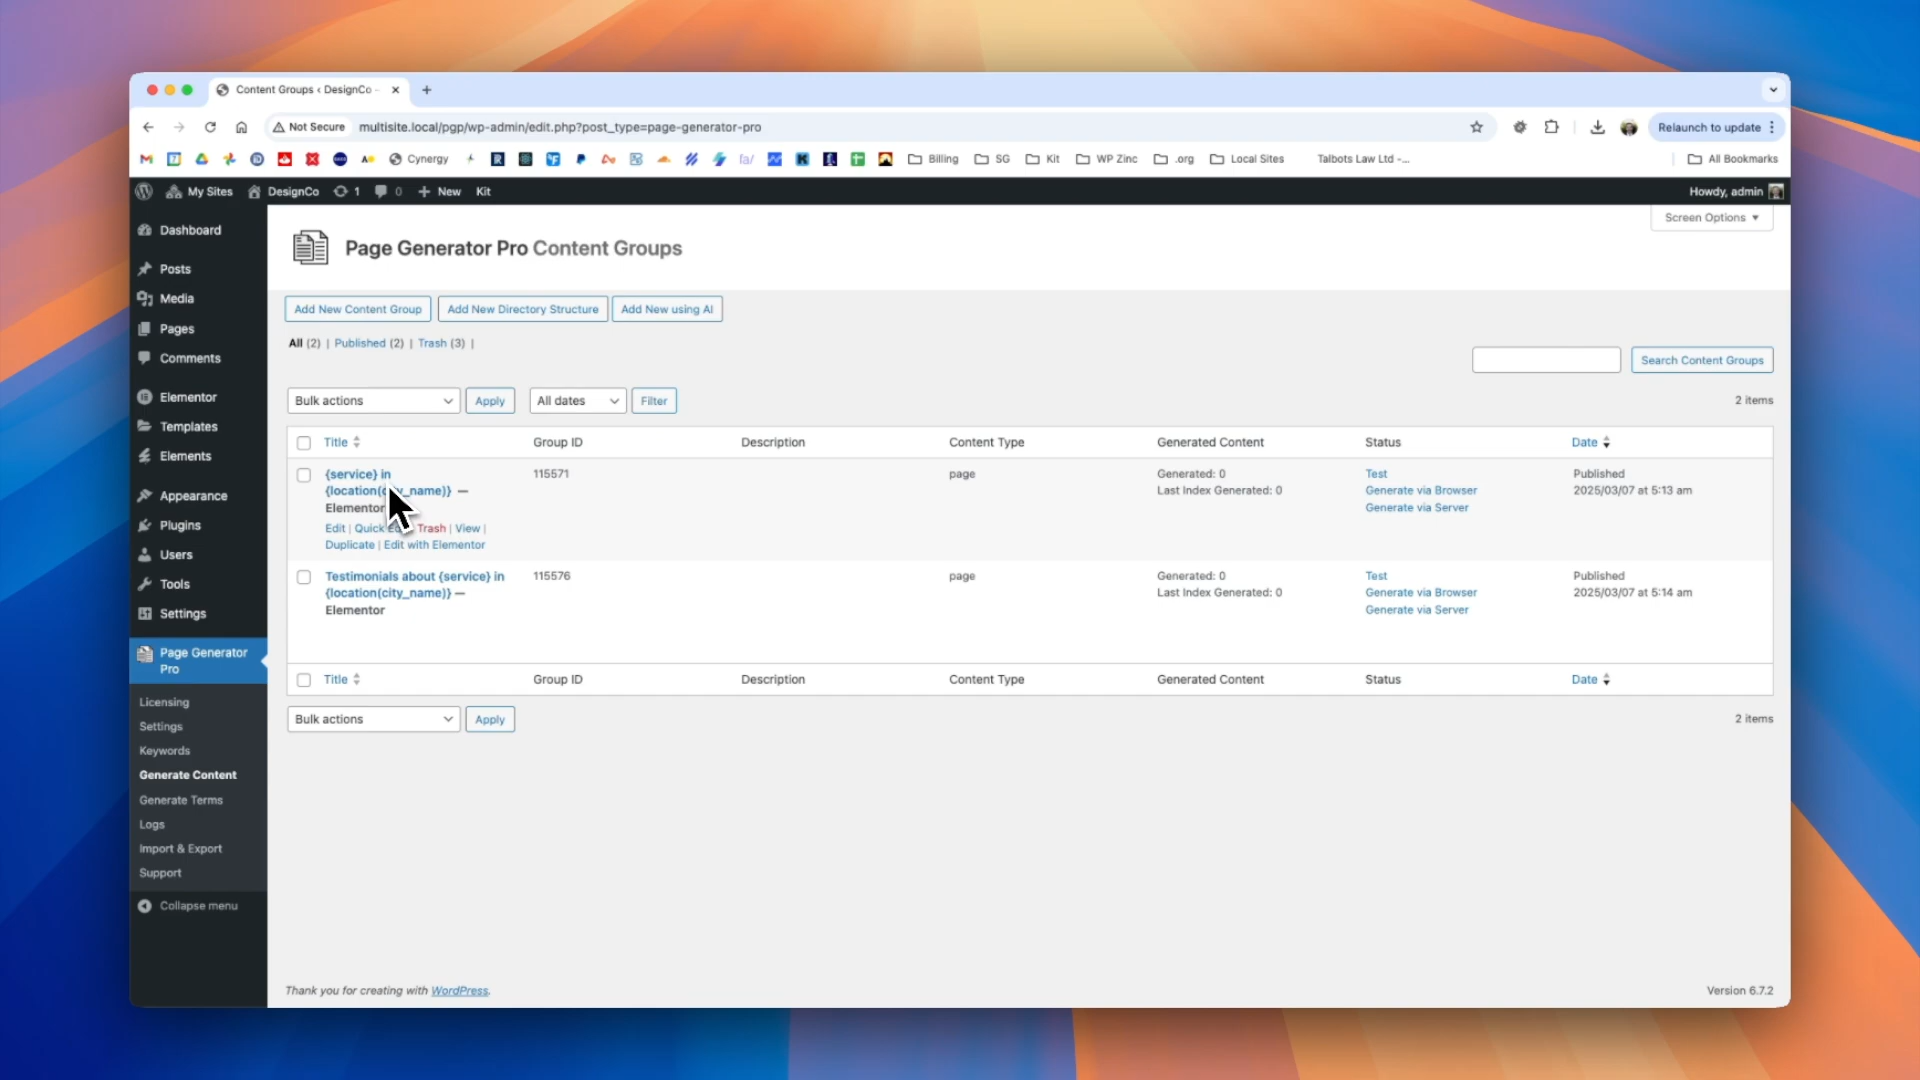 Content Groups ‹ DesignCo -
Not Secure
multisite.local/pgp/wp-admin/edit.php?post_type=page-generator-pro
Relaunch to update
Cynergy
Billing
SG
Kit
WP Zinc
.org
Local Sites
Talbots Law Ltd -...
All Bookmarks
My Sites
DesignCo
1
0
New
Kit
Howdy, admin
Dashboard
Posts
Media
Pages
Comments
Elementor
Templates
Elements
Appearance
Plugins
Users
Tools
Settings
Page Generator
Pro
Licensing
Settings
Keywords
Generate Content
Generate Terms
Logs
Import & Export
Support
Collapse menu
Screen Options
Page Generator Pro Content Groups
Add New Content Group
Add New Directory Structure
Add New using AI
All (2) | Published (2) | Trash (3) |
Search Content Groups
Bulk actions
Apply
All dates
Filter
2 items
Title
Group ID
Description
Content Type
Generated Content
Status
Date
{service} in
—
Elementor
Edit | Quick
Trash | View |
Duplicate | Edit with Elementor
115571
page
Generated: 0
Last Index Generated: 0
Test
Generate via Browser
Generate via Server
Published
2025/03/07 at 5:13 am
Testimonials about {service} in
{location(city_name)} —
Elementor
115576
page
Generated: 0
Last Index Generated: 0
Test
Generate via Browser
Generate via Server
Published
2025/03/07 at 5:14 am
Title
Group ID
Description
Content Type
Generated Content
Status
Date
Bulk actions
Apply
2 items
Thank you for creating with WordPress.
Version 6.7.2